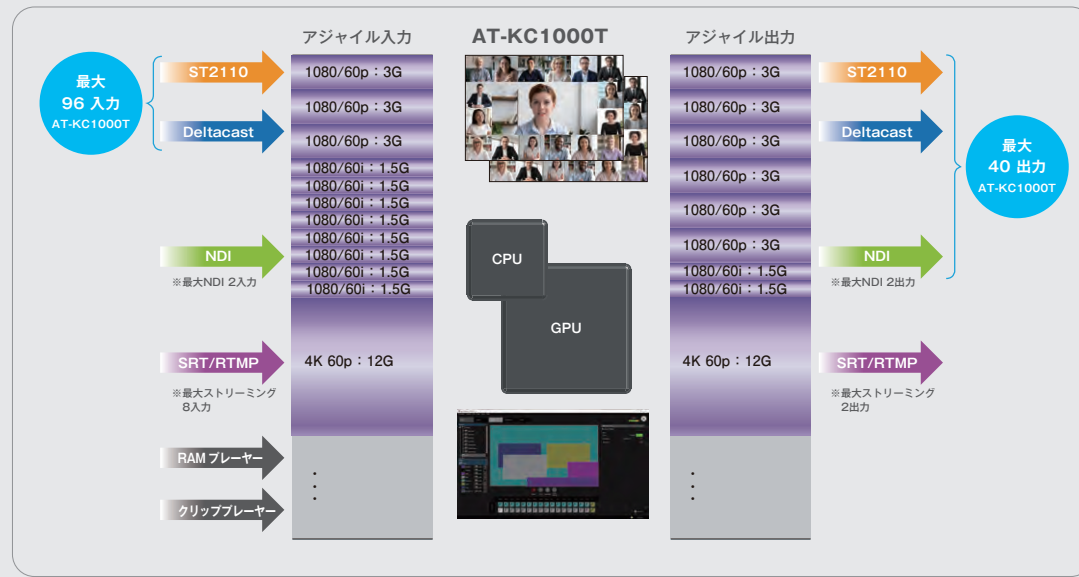 アジャイル入力
AT-KC1000T
アジャイル出力
最大
96 入力
AT-KC1000T
ST2110
Deltacast
NDI
※最大NDI 2入力
SRT/RTMP
※最大ストリーミング
8入力
RAM プレーヤー
クリッププレーヤー
1080/60p：3G
1080/60p：3G
1080/60p：3G
1080/60i：1.5G
1080/60i：1.5G
1080/60i：1.5G
1080/60i：1.5G
1080/60i：1.5G
1080/60i：1.5G
1080/60i：1.5G
1080/60i：1.5G
4K 60p：12G
CPU
GPU
1080/60p：3G
1080/60p：3G
1080/60p：3G
1080/60p：3G
1080/60p：3G
1080/60p：3G
1080/60i：1.5G
1080/60i：1.5G
4K 60p：12G
ST2110
Deltacast
NDI
※最大NDI 2出力
SRT/RTMP
※最大ストリーミング
2出力
最大
40 出力
AT-KC1000T